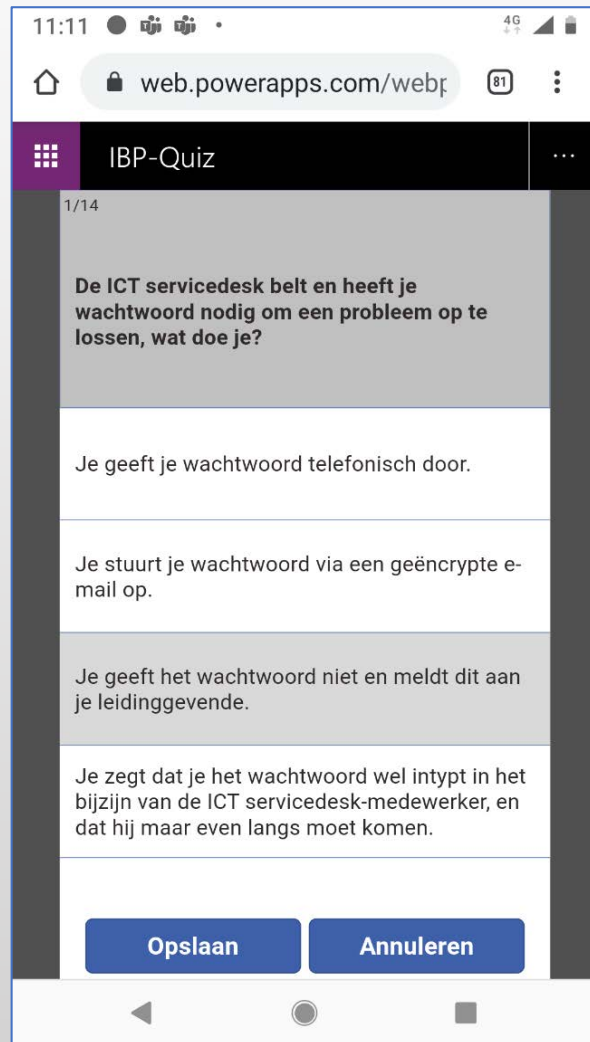 11:11
4G
web.powerapps.com/webp
81
IBP-Quiz
1/14
De ICT servicedesk belt en heeft je
wachtwoord nodig om een probleem op te
lossen, wat doe je?
Je geeft je wachtwoord telefonisch door.
Je stuurt je wachtwoord via een geëncrypte e-
mail op.
Je geeft het wachtwoord niet en meldt dit aan
je leidinggevende.
Je zegt dat je het wachtwoord wel intypt in het
bijzijn van de ICT servicedesk-medewerker, en
dat hij maar even langs moet komen.
Opslaan
Annuleren